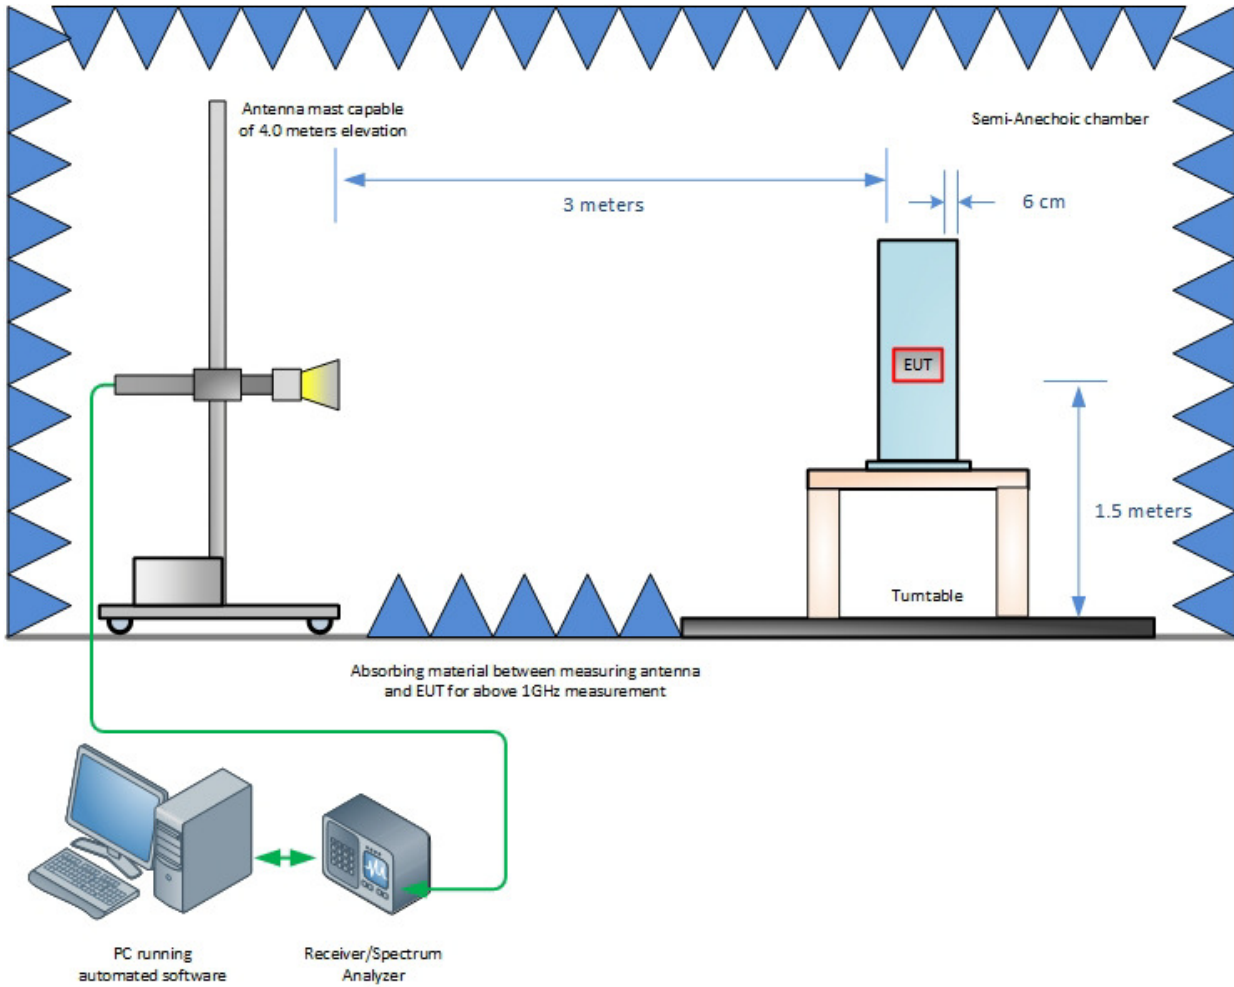 Antenna mast capable
of 4.0 meters elevation
Semi-Anechoic chamber
3 meters
6 cm
EUT
1.5 meters
Turntable
Absorbing material between measuring antenna
and EUT for above 1GHz measurement
PC running
automated software
Receiver/Spectrum
Analyzer